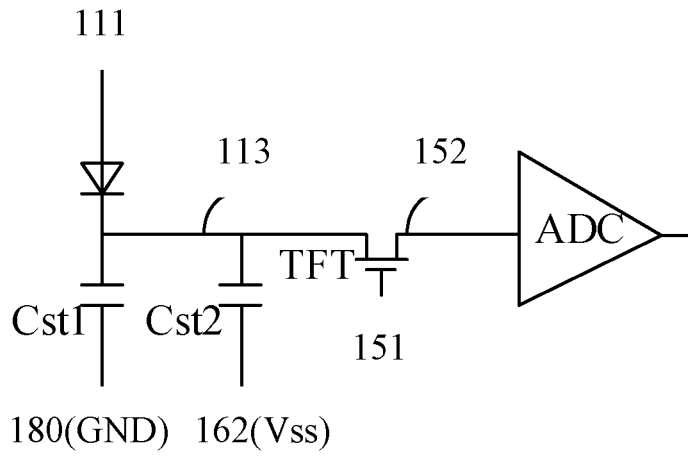 111
113
152
ADC
TFT
Cst1
Cst2
151
180(GND)
162(Vss)